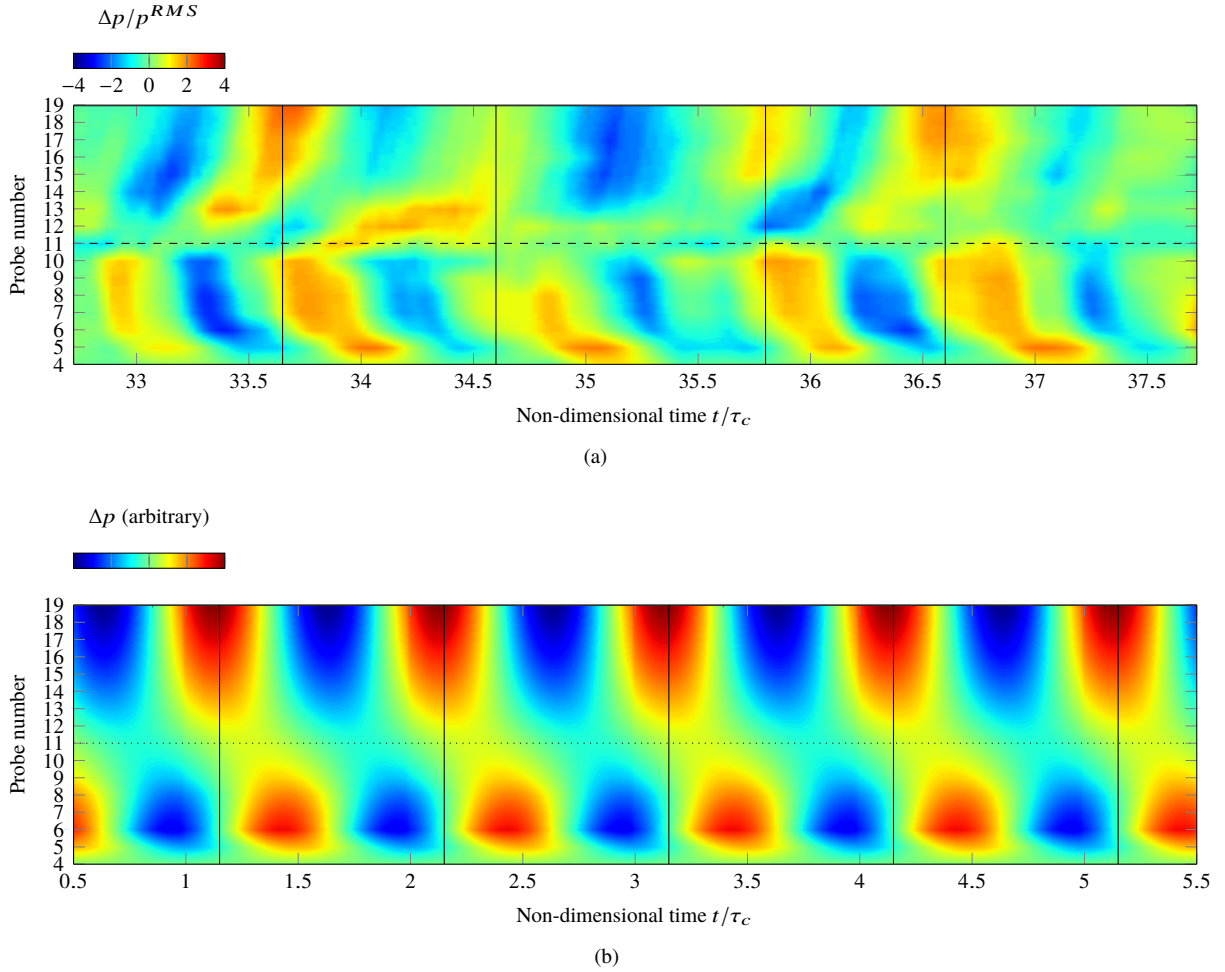 Δp/p^RMS
−4 −2 0 2 4
19
18
17
16
15
14
13
12
11
10
9
8
7
6
5
4
Probe number
33 33.5 34 34.5 35 35.5 36 36.5 37 37.5
Non-dimensional time t/τc
(a)
Δp (arbitrary)
19
18
17
16
15
14
13
12
11
10
9
8
7
6
5
4
Probe number
0.5 1 1.5 2 2.5 3 3.5 4 4.5 5 5.5
Non-dimensional time t/τc
(b)